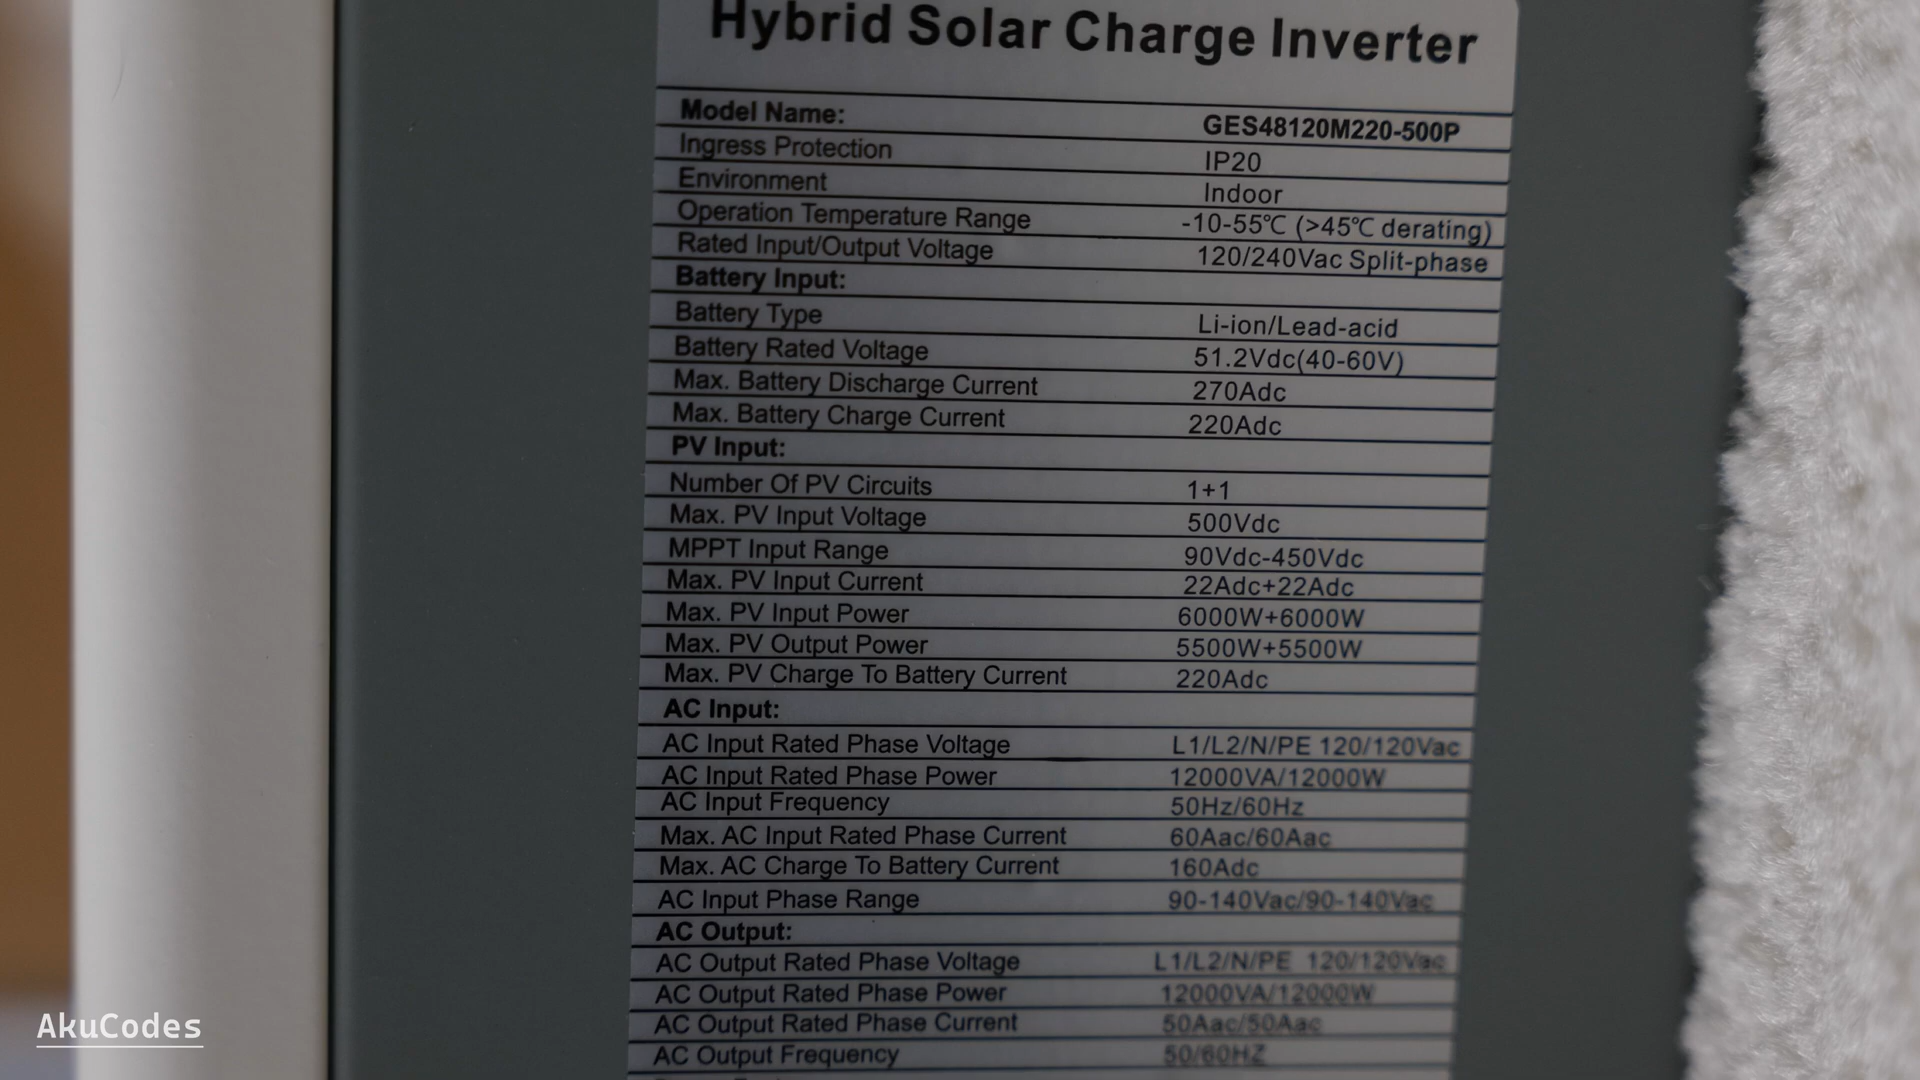 Hybrid Solar Charge Inverter
Model Name: GES48120M220-500P
Ingress Protection IP20
Environment Indoor
Operation Temperature Range -10-55℃ (>45℃ derating)
Rated Input/Output Voltage 120/240Vac Split-phase
Battery Input:
Battery Type Li-ion/Lead-acid
Battery Rated Voltage 51.2Vdc(40-60V)
Max. Battery Discharge Current 270Adc
Max. Battery Charge Current 220Adc
PV Input:
Number Of PV Circuits 1+1
Max. PV Input Voltage 500Vdc
MPPT Input Range 90Vdc-450Vdc
Max. PV Input Current 22Adc+22Adc
Max. PV Input Power 6000W+6000W
Max. PV Output Power 5500W+5500W
Max. PV Charge To Battery Current 220Adc
AC Input:
AC Input Rated Phase Voltage L1/L2/N/PE 120/120Vac
AC Input Rated Phase Power 12000VA/12000W
AC Input Frequency 50Hz/60Hz
Max. AC Input Rated Phase Current 60Aac/60Aac
Max. AC Charge To Battery Current 160Adc
AC Input Phase Range 90-140Vac/90-140Vac
AC Output:
AC Output Rated Phase Voltage L1/L2/N/PE 120/120Vac
AC Output Rated Phase Power 12000VA/12000W
AC Output Rated Phase Current 50Aac/50Aac
AC Output Frequency 50/60HZ
AkuCodes